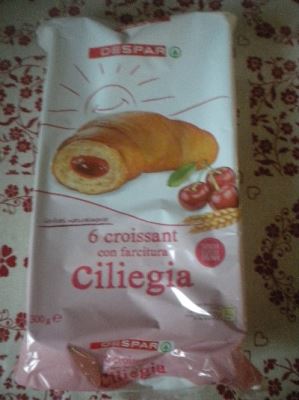 DESPAR
6 croissant
con farcitura
Ciliegia
300 g e
DESPAR
Ciliegia